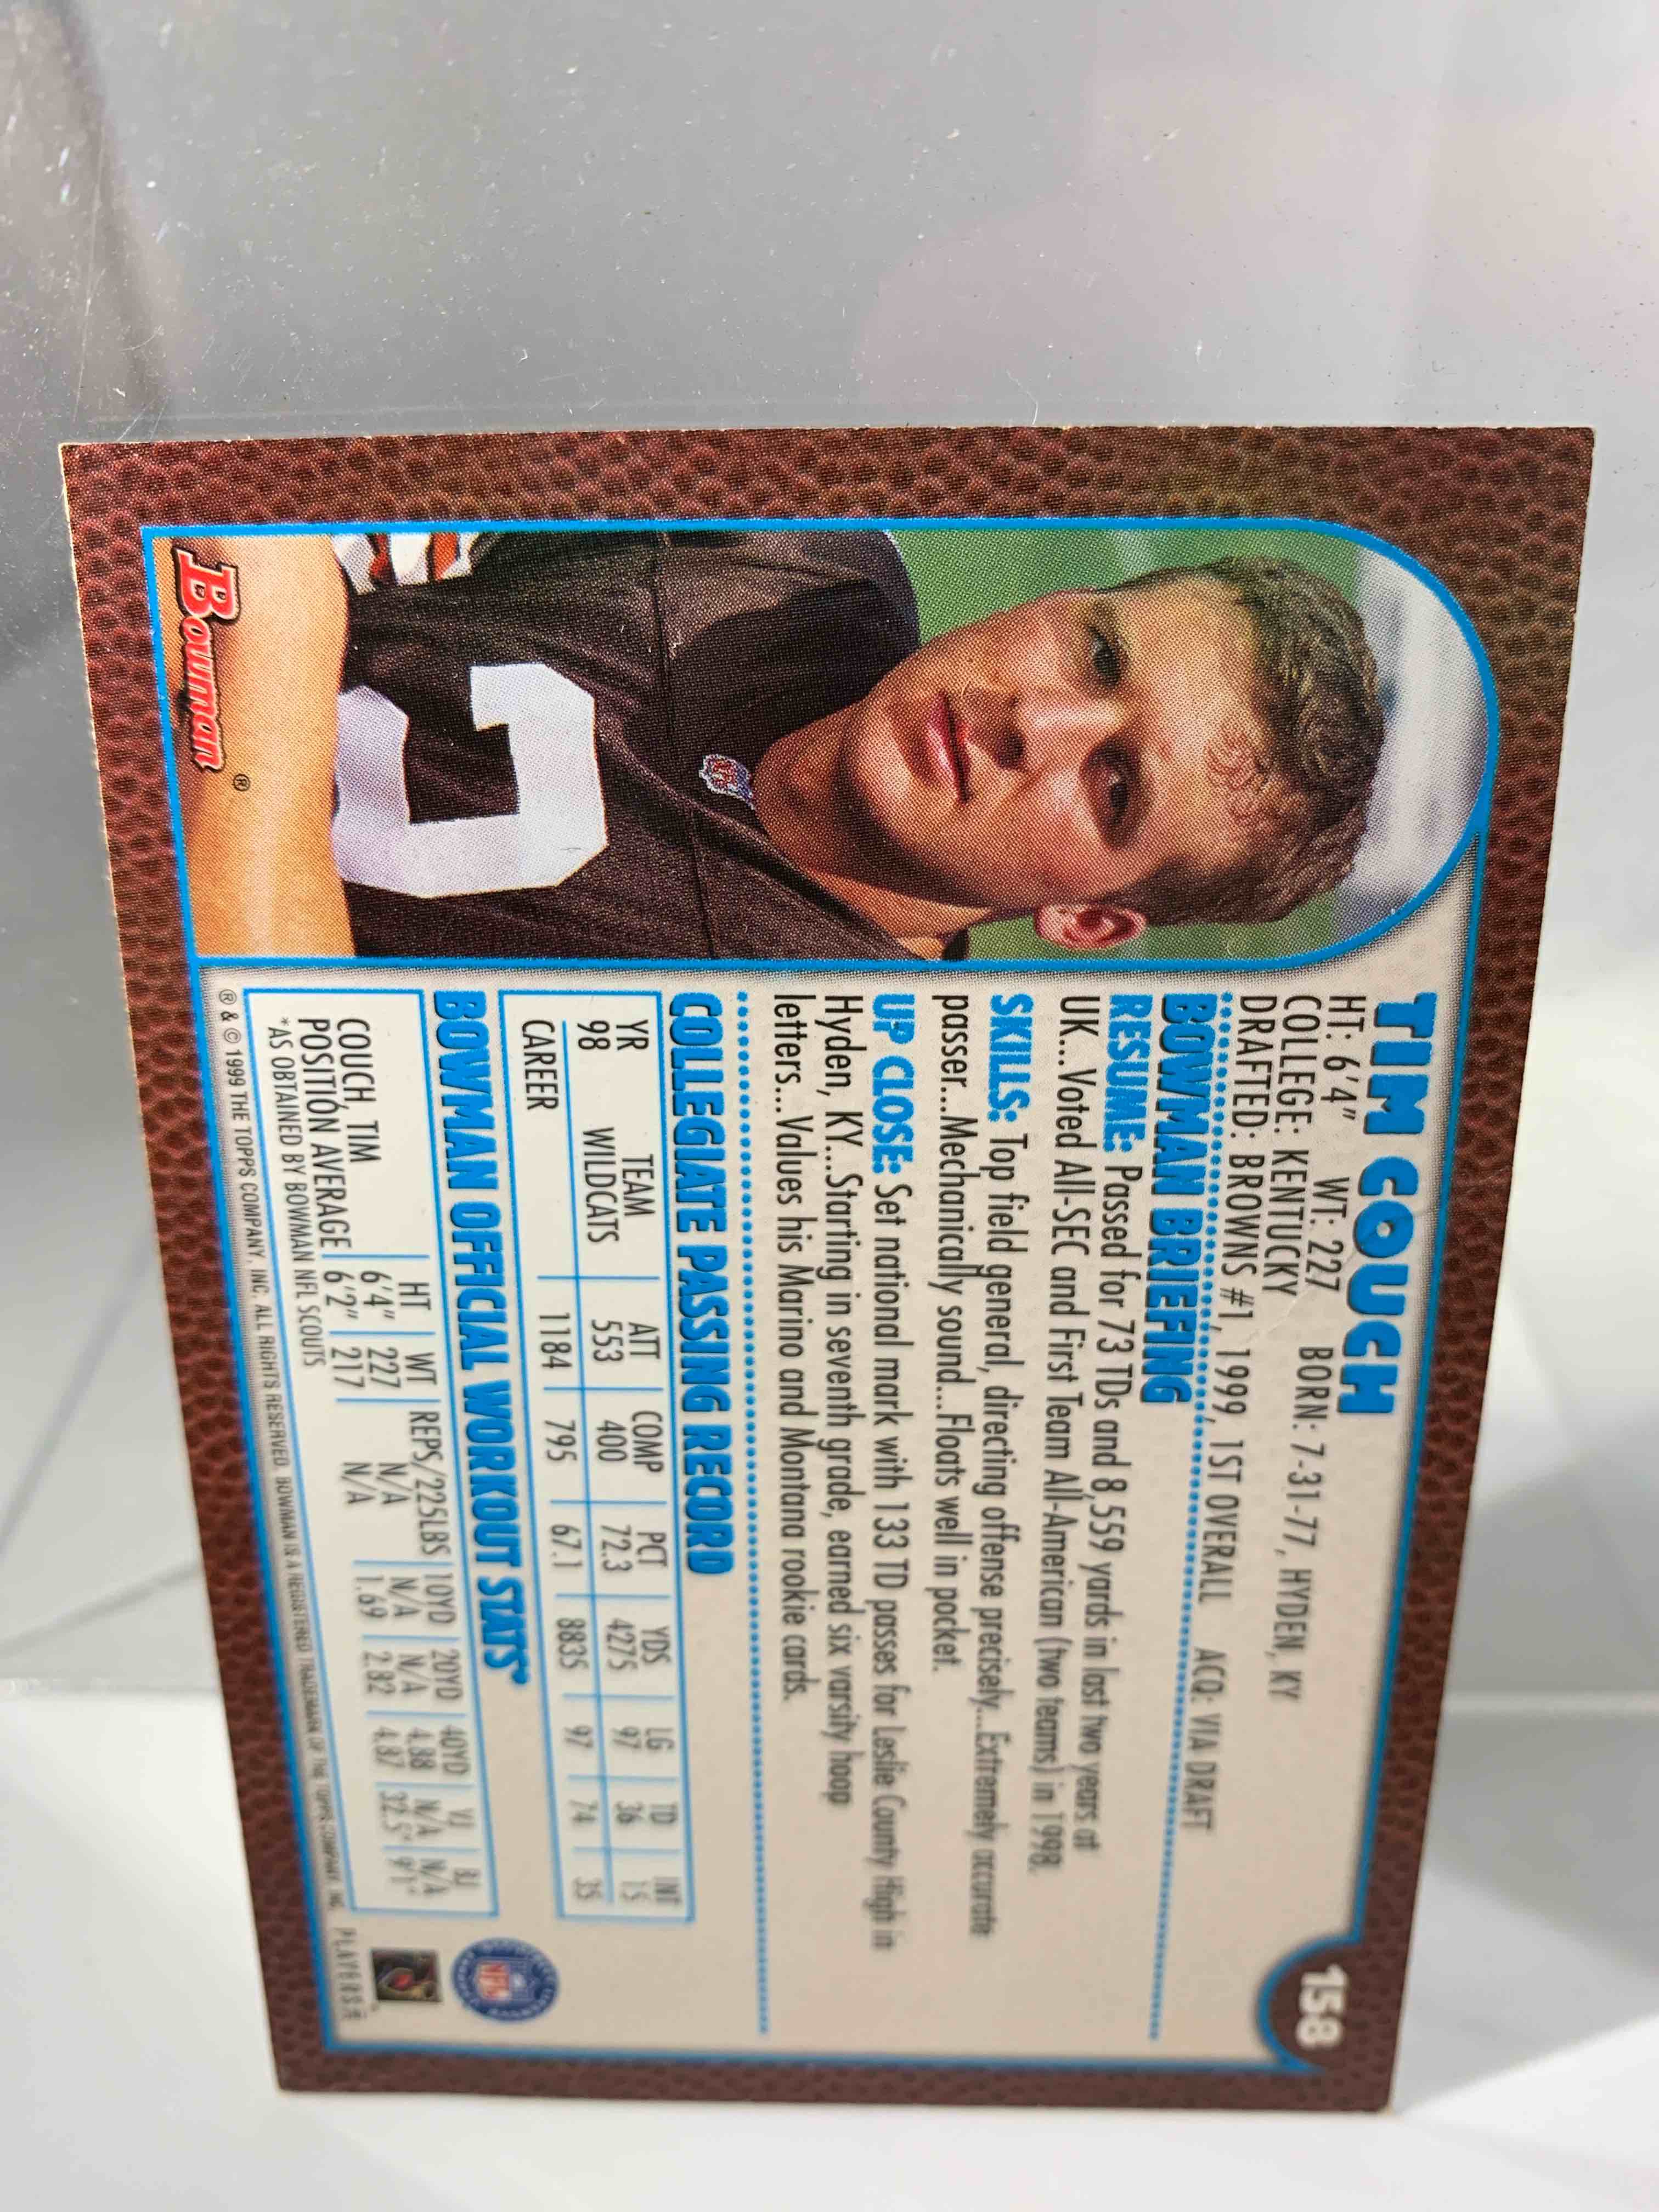 158
TIM COUCH
HT: 6'4" WT: 227 BORN: 7-31-77, HYDEN, KY
COLLEGE: KENTUCKY
DRAFTED: BROWNS #1, 1999, 1ST OVERALL ACQ: VIA DRAFT
BOWMAN BRIEFING
RESUME: Passed for 73 TDs and 8,559 yards in last two years at
UK...Voted All-SEC and First Team All-American (two teams) in 1998.
SKILLS: Top field general, directing offense precisely...Extremely accurate
passer...Mechanically sound...Floats well in pocket.
UP CLOSE: Set national mark with 133 TD passes for Leslie County High in
Hyden, KY...Starting in seventh grade, earned six varsity hoop
letters...Values his Marino and Montana rookie cards.
COLLEGIATE PASSING RECORD
YR TEAM ATT COMP PCT YDS LG TD INT
98 WILDCATS 553 400 72.3 4275 97 36 15
CAREER 1184 795 67.1 8835 97 74 35
BOWMAN OFFICIAL WORKOUT STATS*
HT WT REPS/225LBS 10YD 20YD 40YD VJ BJ
COUCH, TIM 6'4" 227 N/A N/A N/A 4.88 N/A N/A
POSITION AVERAGE 6'2" 217 N/A 1.69 2.82 4.87 32.5" 9'1"
*AS OBTAINED BY BOWMAN NFL SCOUTS
® & © 1999 THE TOPPS COMPANY, INC. ALL RIGHTS RESERVED. BOWMAN IS A REGISTERED TRADEMARK OF THE TOPPS COMPANY, INC.
Bowman®
NFL
NFL
PLAYERS